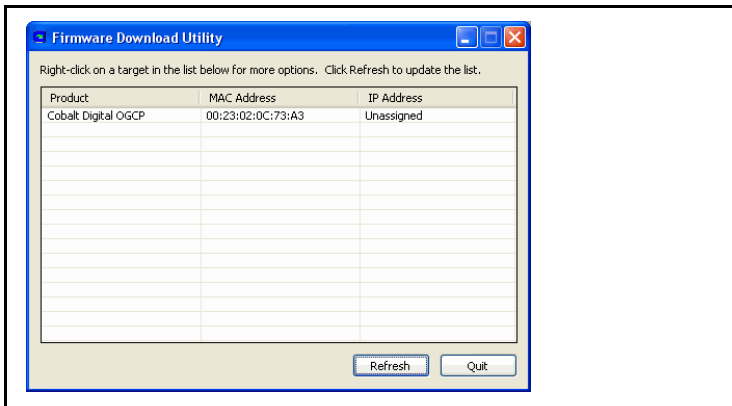 Firmware Download Utility
Right-click on a target in the list below for more options. Click Refresh to update the list.
Product MAC Address IP Address
Cobalt Digital OGCP 00:23:02:0C:73:A3 Unassigned
Refresh Quit